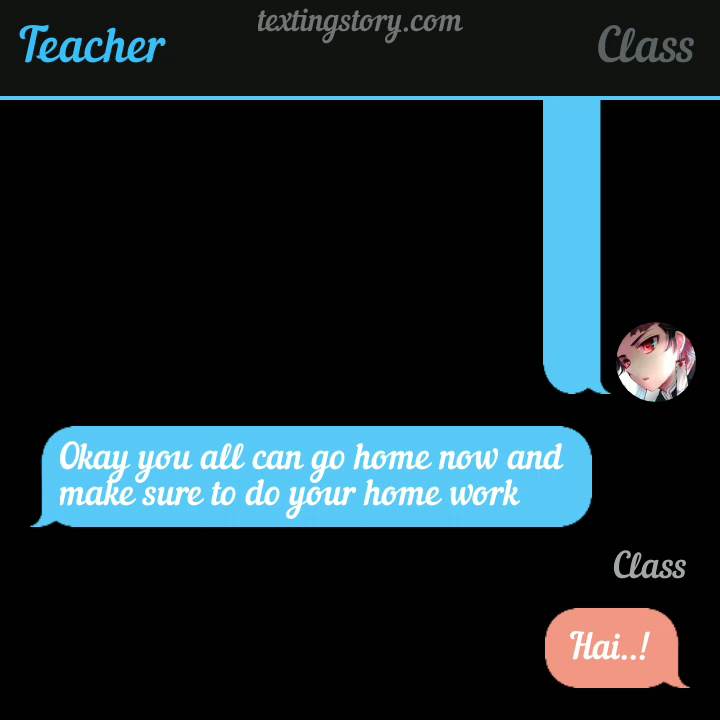 textingstory.com
Teacher
Class
Okay you all can go home now and
make sure to do your home work
Class
Hai..!